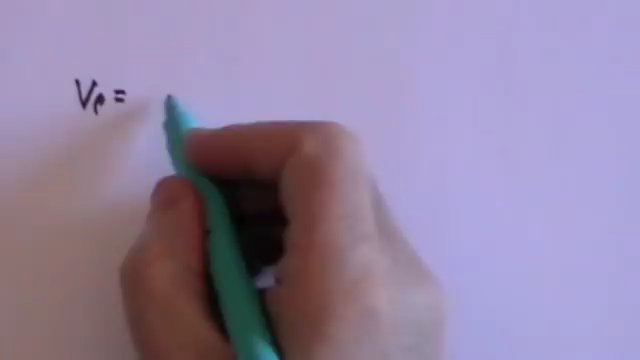 Ve =